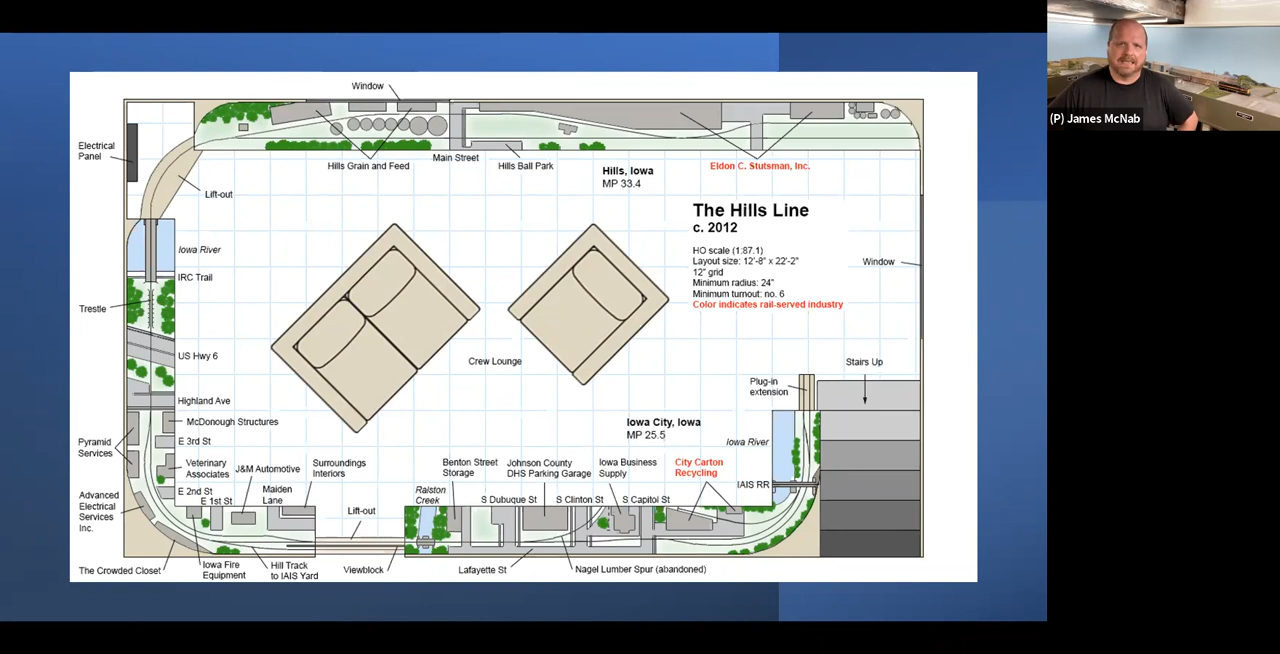 Window
(P) James McNab
Electrical
Panel
Hills Grain and Feed
Main Street
Hills Ball Park
Hills, Iowa
MP 33.4
Eldon C. Stutsman, Inc.
Lift-out
The Hills Line
c. 2012
Iowa River
IRC Trail
HO scale (1:87.1)
Layout size: 12'-8" x 22'-2"
12" grid
Minimum radius: 24"
Minimum turnout: no. 6
Color indicates rail-served industry
Window
Trestle
US Hwy 6
Crew Lounge
Stairs Up
Plug-in
extension
Highland Ave
McDonough Structures
Iowa City, Iowa
MP 25.5
Iowa River
Pyramid
Services
E 3rd St
Veterinary
Associates
J&M Automotive
Surroundings
Interiors
Benton Street
Storage
Johnson County
DHS Parking Garage
Iowa Business
Supply
City Carton
Recycling
IAIS RR
E 2nd St
E 1st St
Maiden
Lane
Ralston
Creek
S Dubuque St
S Clinton St
S Capitol St
Advanced
Electrical
Services
Inc.
Lift-out
The Crowded Closet
Iowa Fire
Equipment
Hill Track
to IAIS Yard
Viewblock
Lafayette St
Nagel Lumber Spur (abandoned)